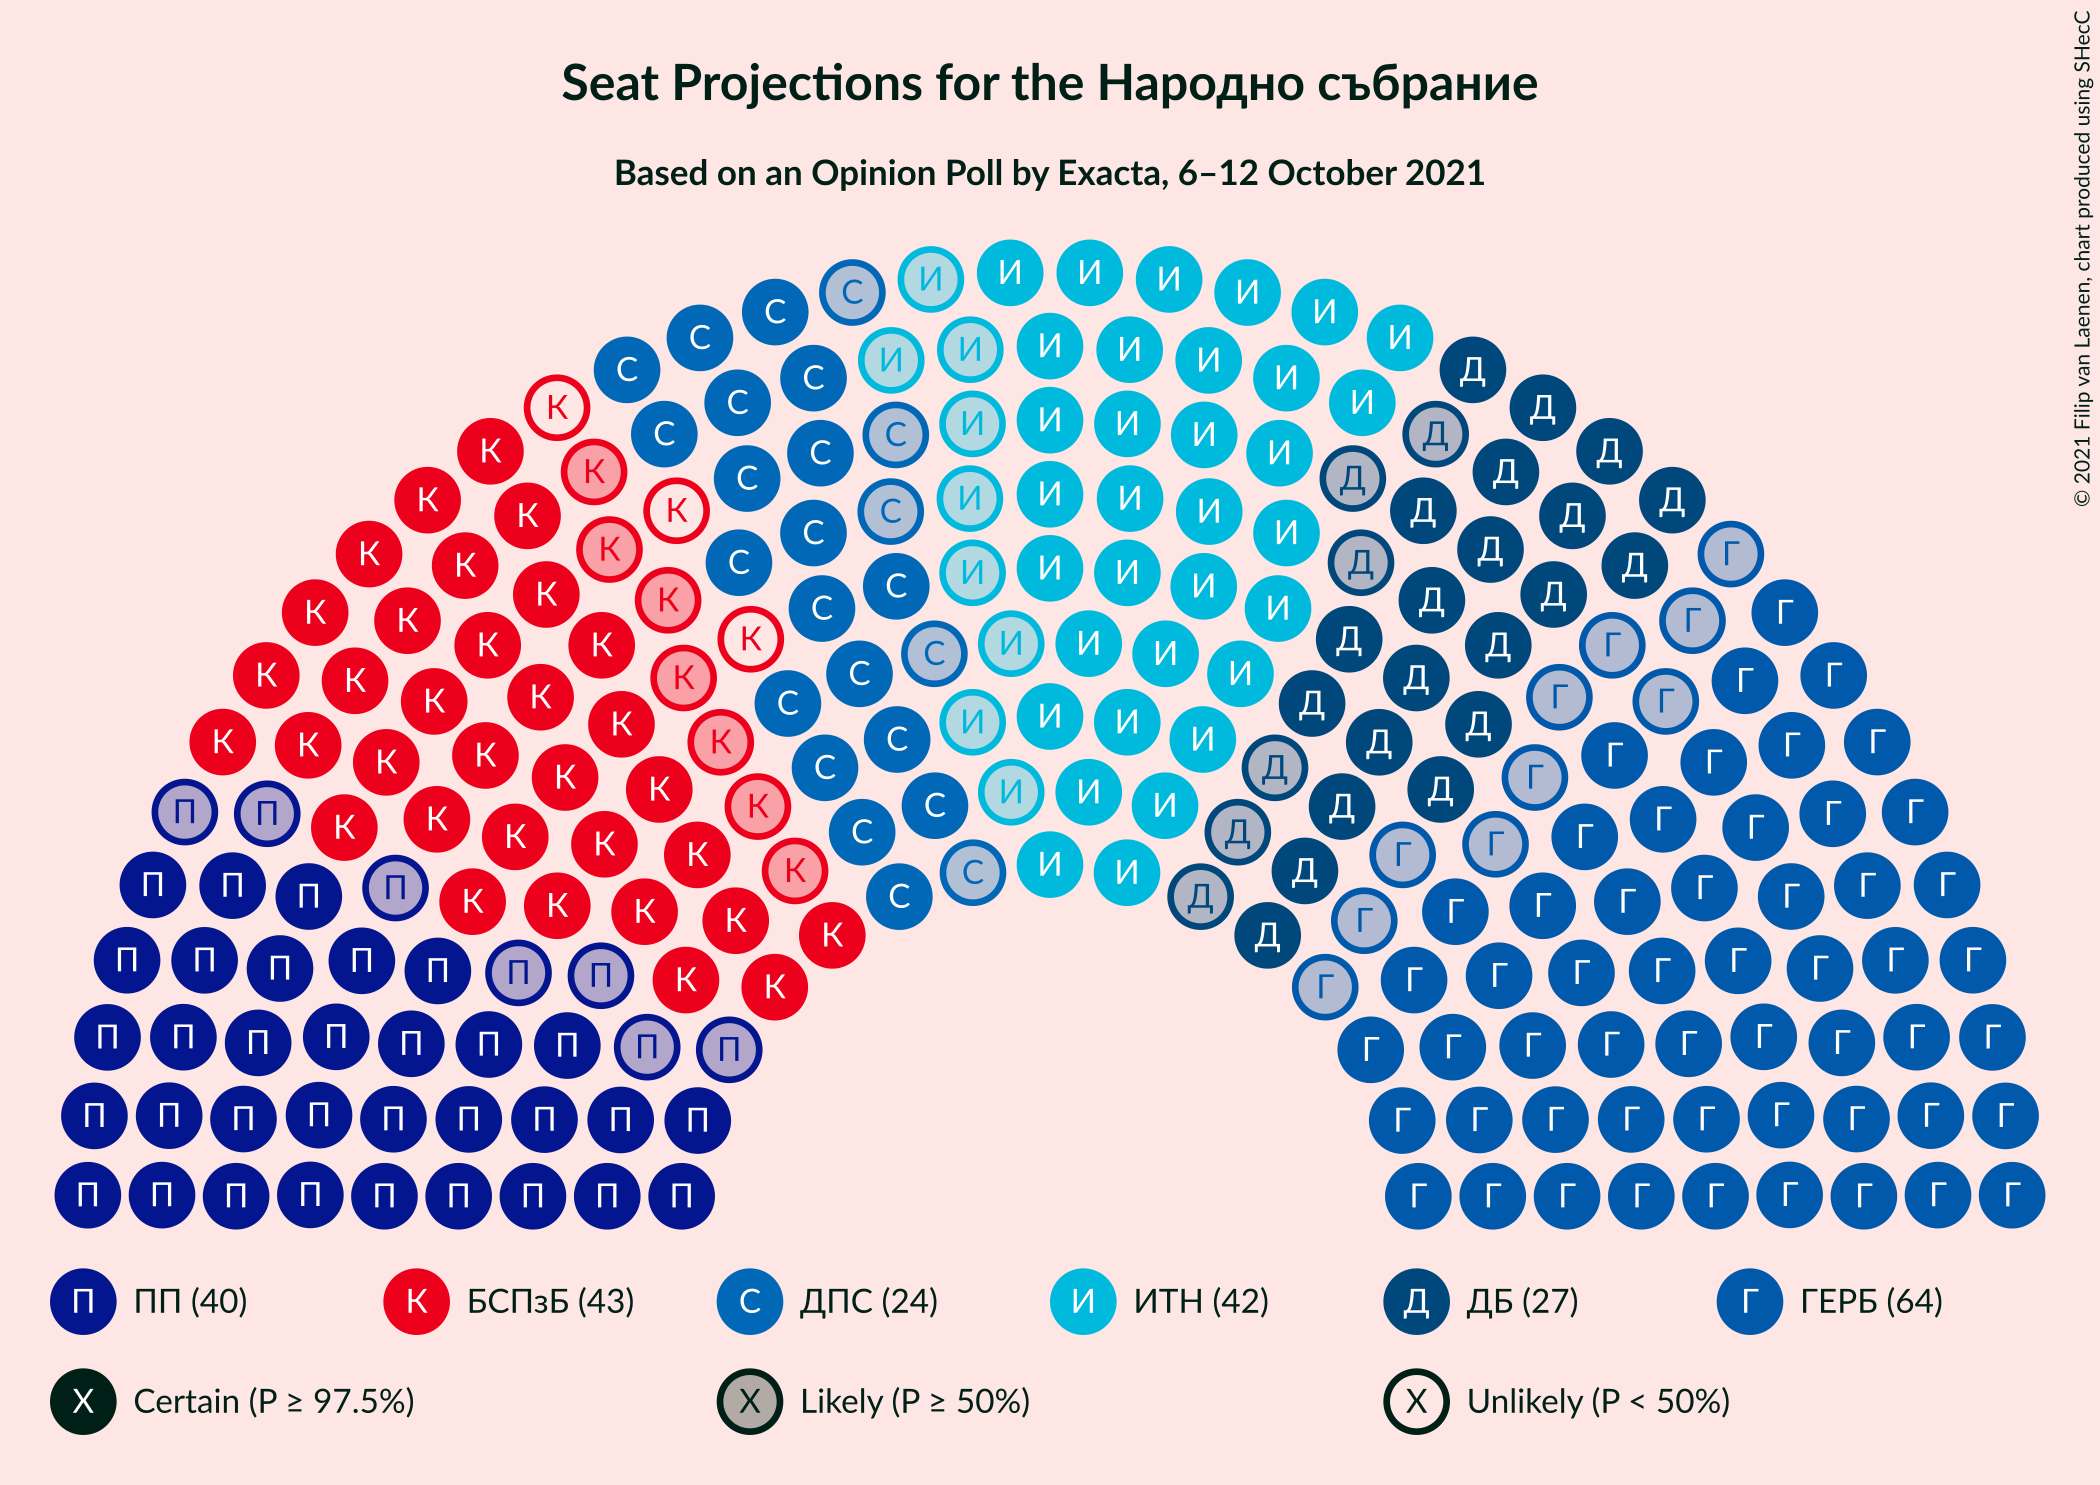 Seat Projections for the Народно събрание
Based on an Opinion Poll by Exacta, 6–12 October 2021
© 2021 Filip van Laenen, chart produced using SHecC
П ПП (40) К БСПзБ (43) С ДПС (24) И ИТН (42) Д ДБ (27) Г ГЕРБ (64)
X Certain (P ≥ 97.5%) X Likely (P ≥ 50%) X Unlikely (P < 50%)